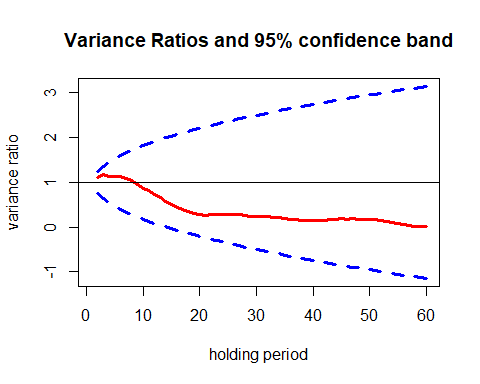 Variance Ratios and 95% confidence band
variance ratio
3
2
1
0
-1
0 10 20 30 40 50 60
holding period